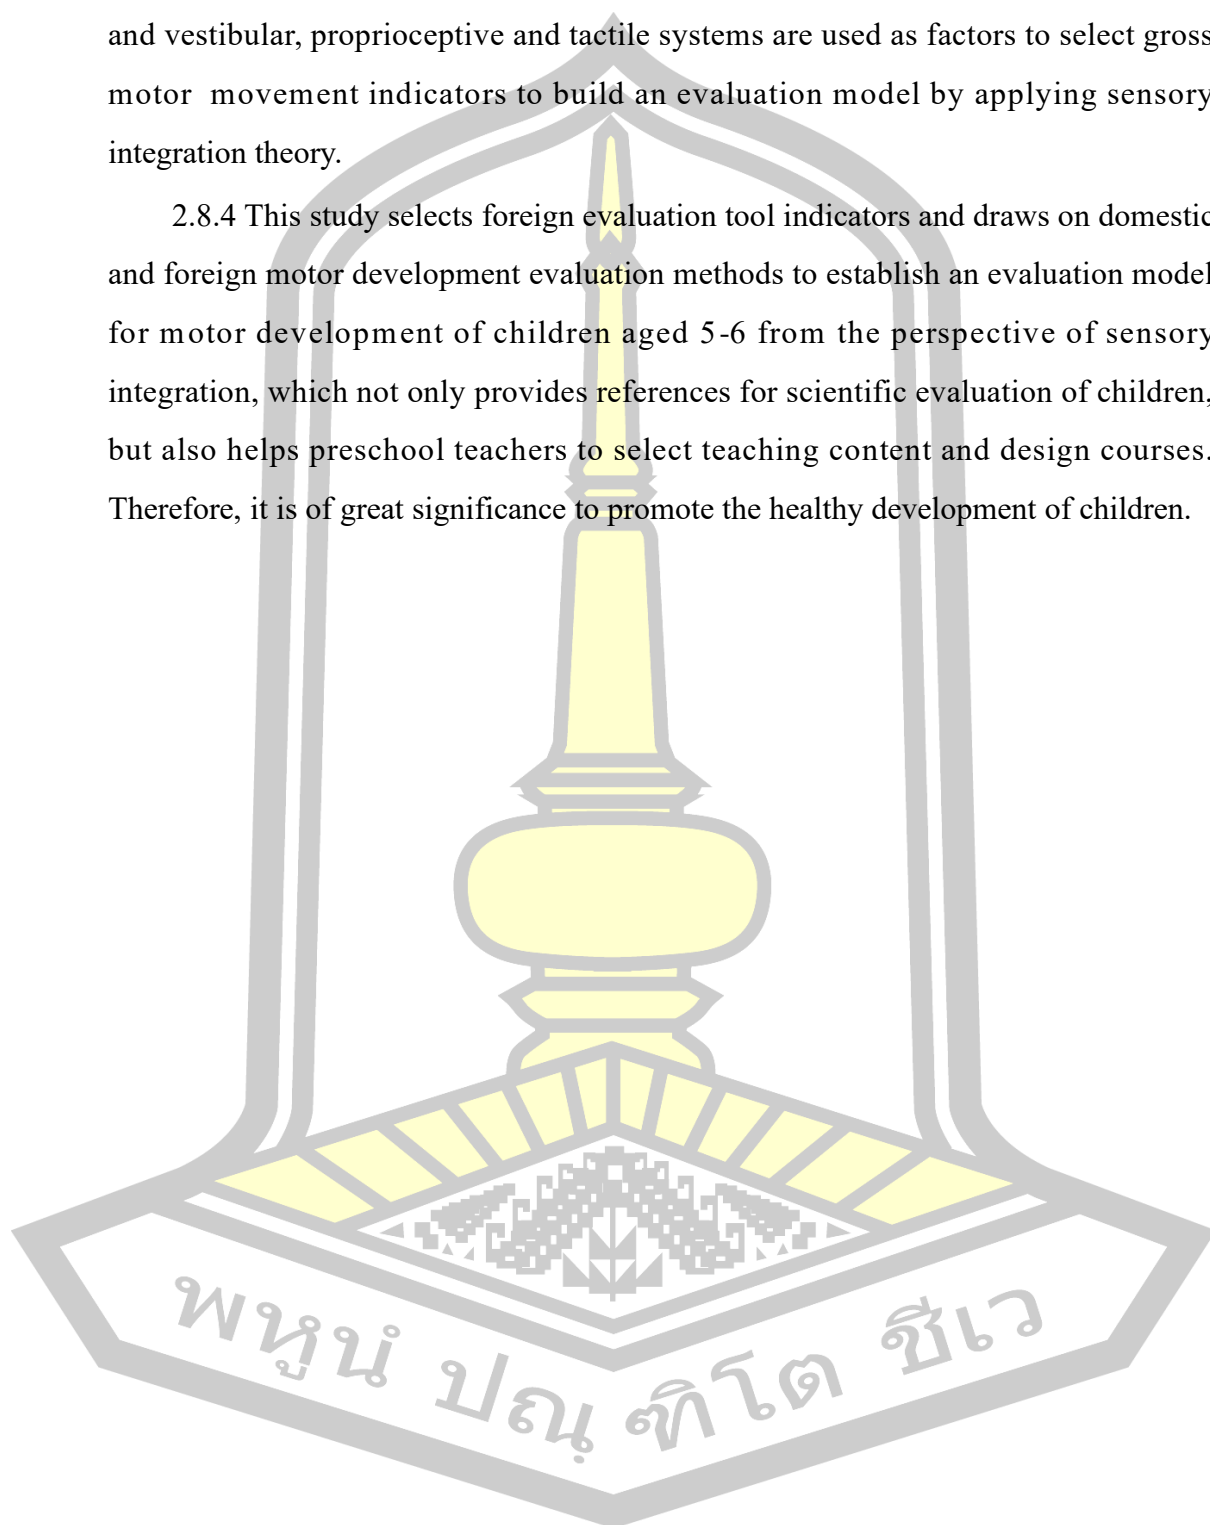 and vestibular, proprioceptive and tactile systems are used as factors to select gross
motor movement indicators to build an evaluation model by applying sensory
integration theory.
2.8.4 This study selects foreign evaluation tool indicators and draws on domestic
and foreign motor development evaluation methods to establish an evaluation model
for motor development of children aged 5-6 from the perspective of sensory
integration, which not only provides references for scientific evaluation of children,
but also helps preschool teachers to select teaching content and design courses.
Therefore, it is of great significance to promote the healthy development of children.
พหูนํ ปณฺฑิโต ชีเว